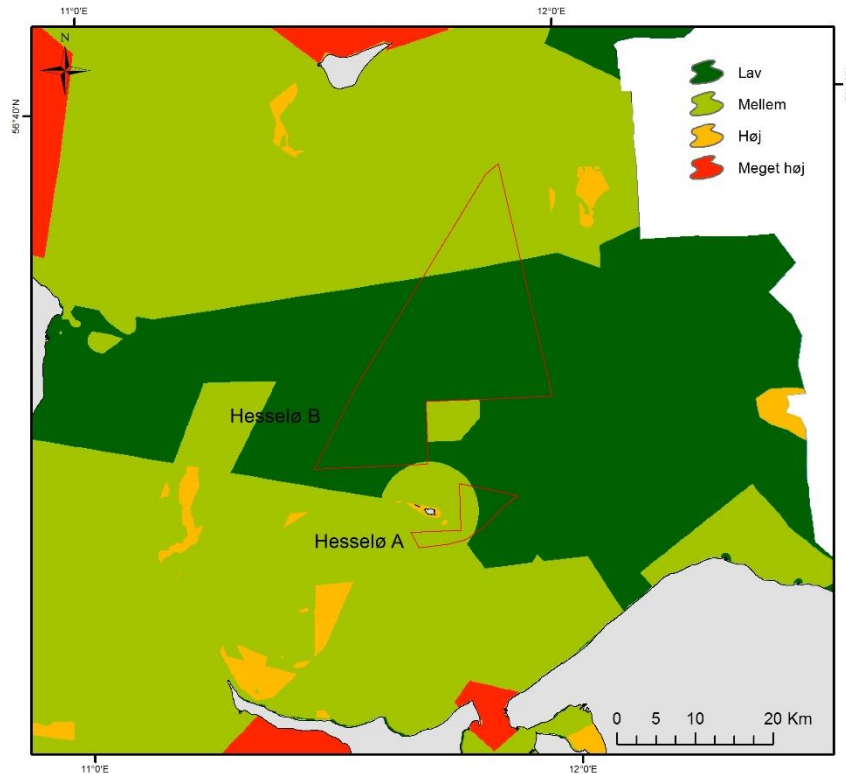 11°0'E
12°0'E
N
56°40'N
Lav
Mellem
Høj
Meget høj
Hesselø B
Hesselø A
0 5 10 20 Km
11°0'E
12°0'E